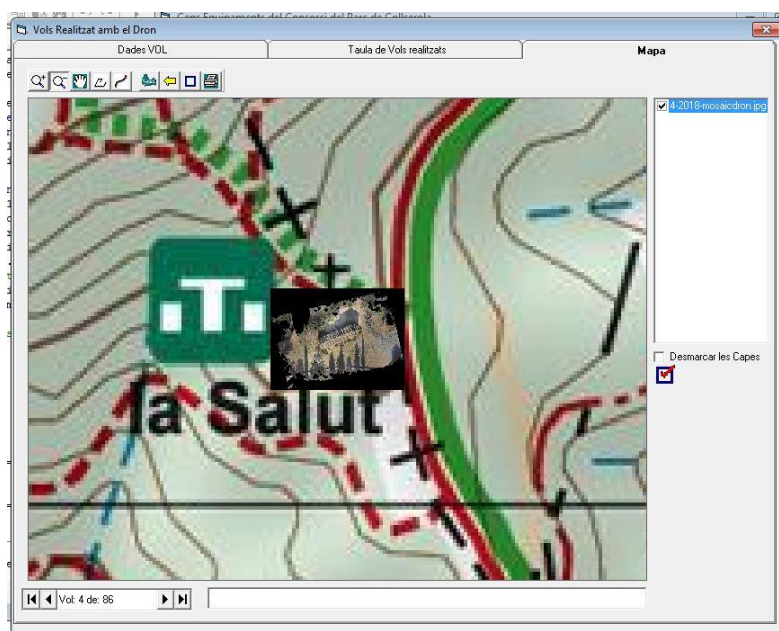 Cens Equipaments del Consorci del Parc de Collserola
Vols Realitzat amb el Dron
Dades VOL
Taula de Vols realitzats
Mapa
4-2018-mosaicdron.jpg
la Salut
Desmarcar les Capes
Vol: 4 de: 86